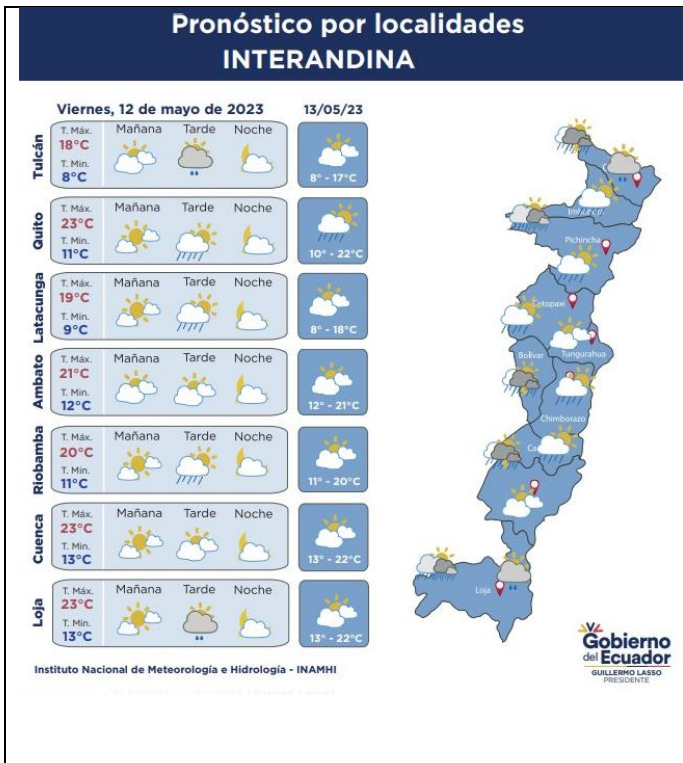 Pronóstico por localidades
INTERANDINA
Viernes, 12 de mayo de 2023
13/05/23
Tulcán
T. Máx.
18°C
T. Min.
8°C
Mañana Tarde Noche
8° - 17°C
Quito
T. Máx.
23°C
T. Min.
11°C
Mañana Tarde Noche
10° - 22°C
Latacunga
T. Máx.
19°C
T. Min.
9°C
Mañana Tarde Noche
8° - 18°C
Ambato
T. Máx.
21°C
T. Min.
12°C
Mañana Tarde Noche
12° - 21°C
Riobamba
T. Máx.
20°C
T. Min.
11°C
Mañana Tarde Noche
11° - 20°C
Cuenca
T. Máx.
23°C
T. Min.
13°C
Mañana Tarde Noche
13° - 22°C
Loja
T. Máx.
23°C
T. Min.
13°C
Mañana Tarde Noche
13° - 22°C
Pichincha
Cotopaxi
Bolívar
Tungurahua
Chimborazo
Loja
Instituto Nacional de Meteorología e Hidrología - INAMHI
Gobierno
del Ecuador
GUILLERMO LASSO
PRESIDENTE